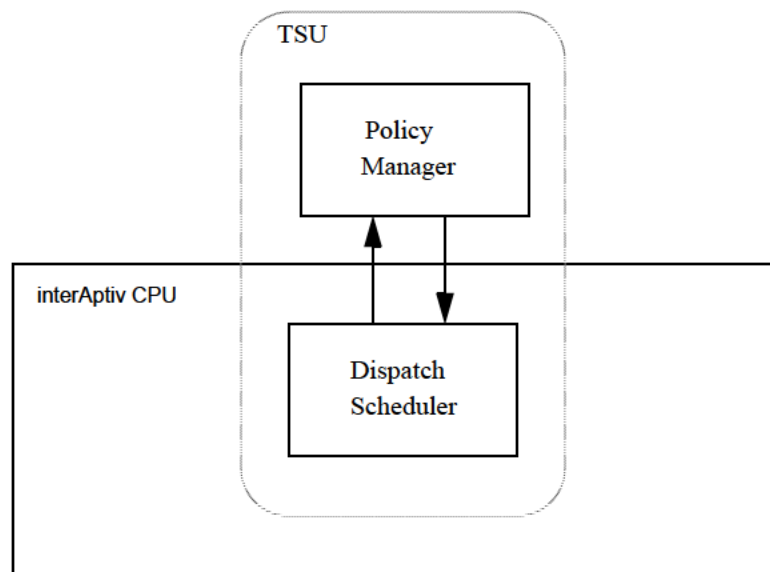 TSU
Policy
Manager
interAptiv CPU
Dispatch
Scheduler